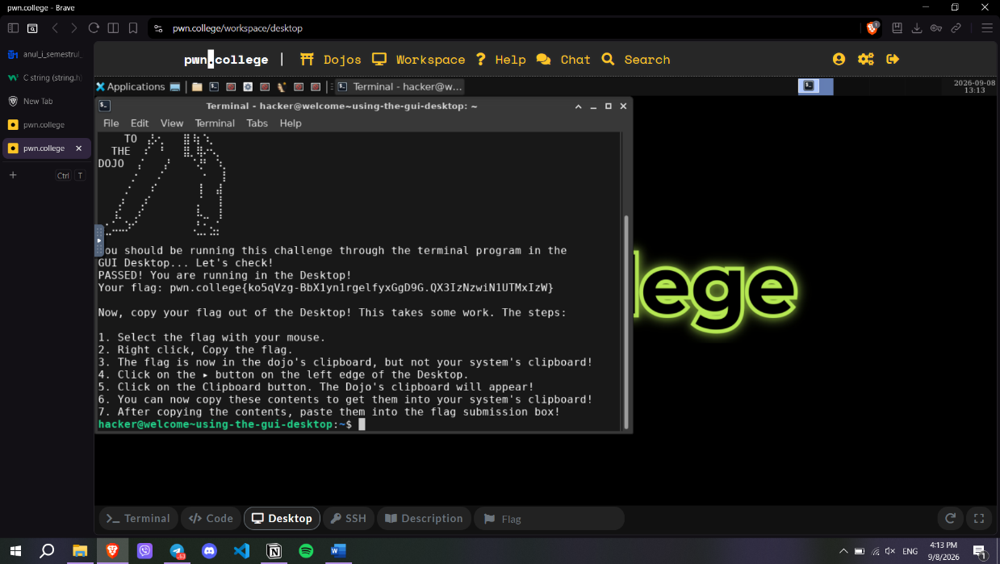 pwn.college - Brave
pwn.college/workspace/desktop
1
anul_i_semestrul_
C string (string.h)
New Tab
pwn.college
pwn.college
Ctrl T
pwn.college | Dojos Workspace ? Help Chat Search
Applications
Terminal - hacker@w...
2026-09-08
13:13
Terminal - hacker@welcome~using-the-gui-desktop: ~
File Edit View Terminal Tabs Help
TO
THE
DOJO
You should be running this challenge through the terminal program in the
GUI Desktop... Let's check!
PASSED! You are running in the Desktop!
Your flag: pwn.college{ko5qVzg-BbX1yn1rgelfyxGgD9G.QX3IzNzwiN1UTMxIzW}
Now, copy your flag out of the Desktop! This takes some work. The steps:
1. Select the flag with your mouse.
2. Right click, Copy the flag.
3. The flag is now in the dojo's clipboard, but not your system's clipboard!
4. Click on the ▸ button on the left edge of the Desktop.
5. Click on the Clipboard button. The Dojo's clipboard will appear!
6. You can now copy these contents to get them into your system's clipboard!
7. After copying the contents, paste them into the flag submission box!
hacker@welcome~using-the-gui-desktop:~$
lege
Terminal Code Desktop SSH Description Flag
ENG
4:13 PM
9/8/2026
1